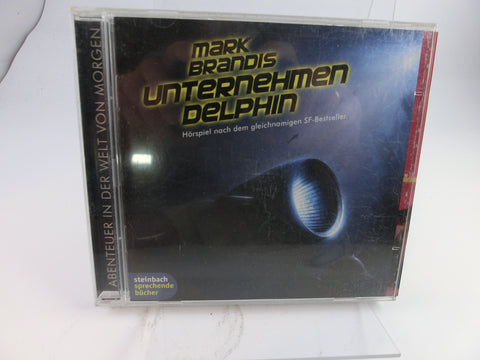 ABENTEUER IN DER WELT VON MORGEN
MARK
BRANDIS
UNTERNEHMEN
DELPHIN
Hörspiel nach dem gleichnamigen SF-Bestseller
steinbach
sprechende
bücher